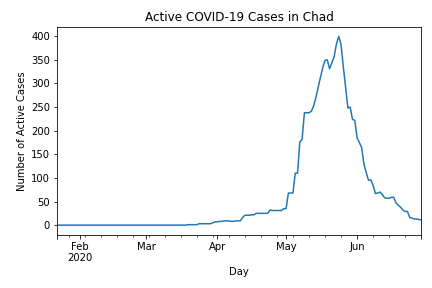 Active COVID-19 Cases in Chad
Number of Active Cases
400
350
300
250
200
150
100
50
0
Feb
2020
Mar
Apr
May
Jun
Day